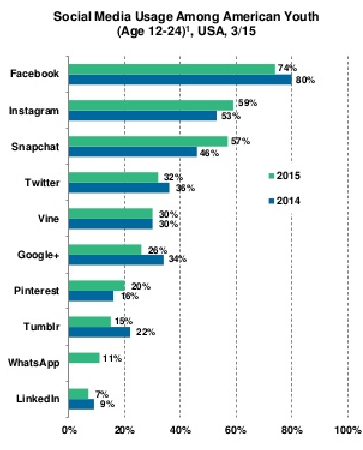 Social Media Usage Among American Youth
(Age 12-24)¹, USA, 3/15
Facebook
74%
80%
Instagram
59%
53%
Snapchat
57%
46%
Twitter
32%
36%
2015
2014
Vine
30%
30%
Google+
26%
34%
Pinterest
20%
16%
Tumblr
15%
22%
WhatsApp
11%
LinkedIn
7%
9%
0% 20% 40% 60% 80% 100%